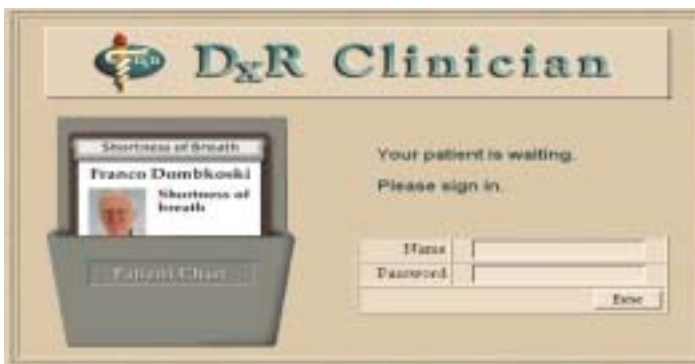 DxR Clinician
Shortness of Breath
Franco Dumbkoski
Shortness of
breath
Patient Chart
Your patient is waiting.
Please sign in.
Name
Password